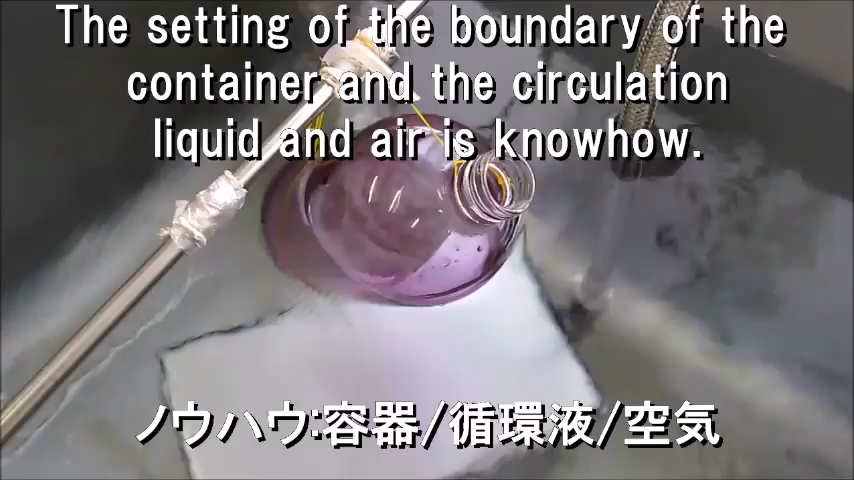 The setting of the boundary of the
container and the circulation
liquid and air is knowhow.
ノウハウ:容器/循環液/空気